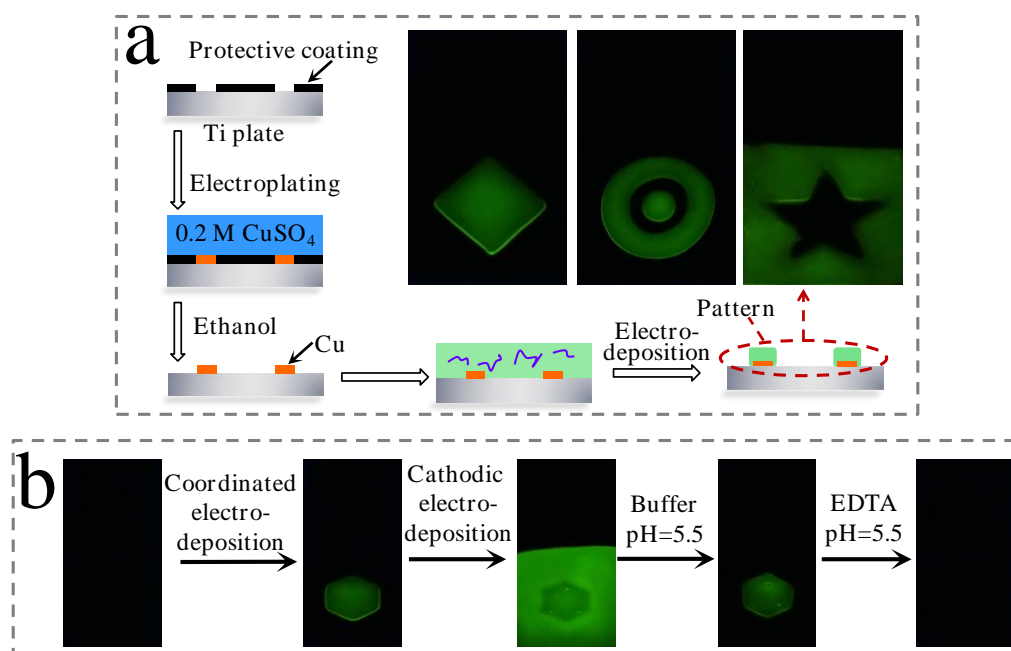 a
Protective coating
Ti plate
Electroplating
0.2 M CuSO₄
Ethanol
Cu
Electro-
deposition
Pattern
b
Coordinated
electro-
deposition
Cathodic
electro-
deposition
Buffer
pH=5.5
EDTA
pH=5.5